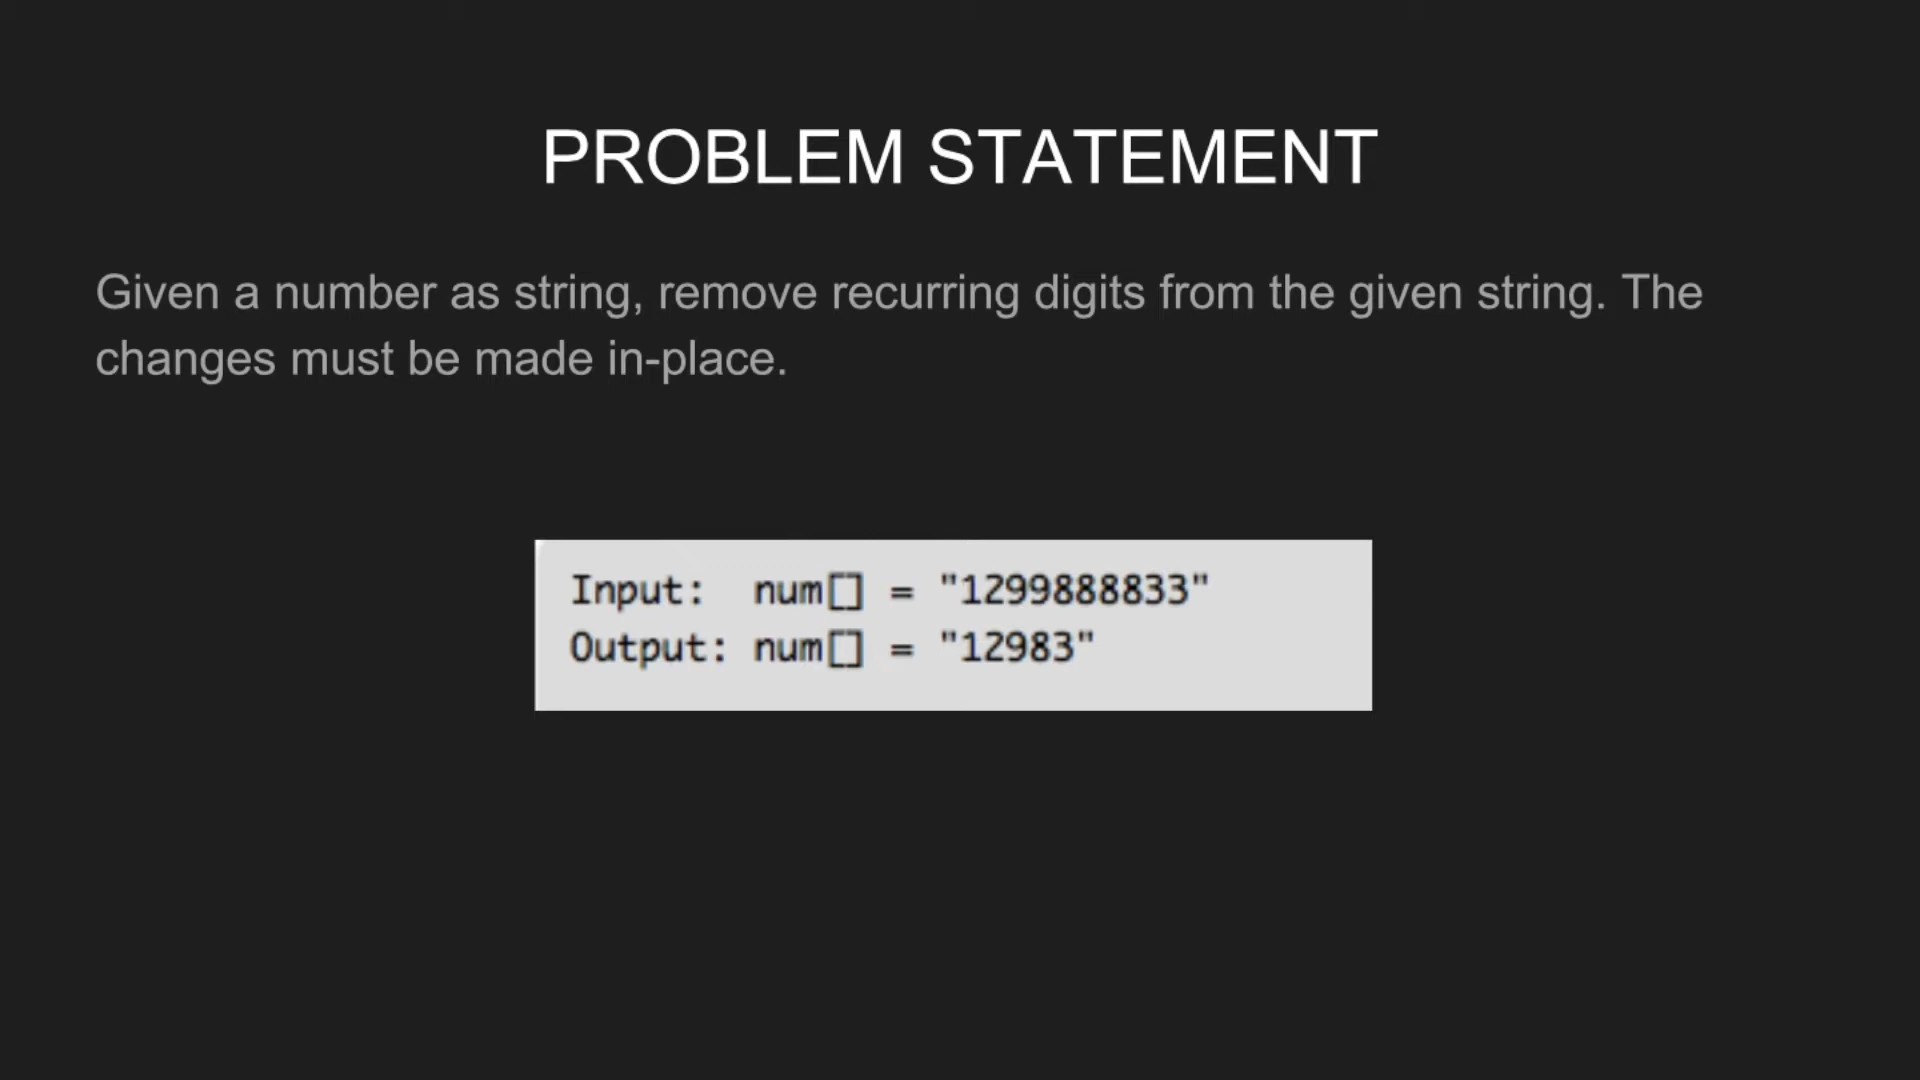 PROBLEM STATEMENT
Given a number as string, remove recurring digits from the given string. The
changes must be made in-place.
Input:  num[] = "1299888833"
Output: num[] = "12983"